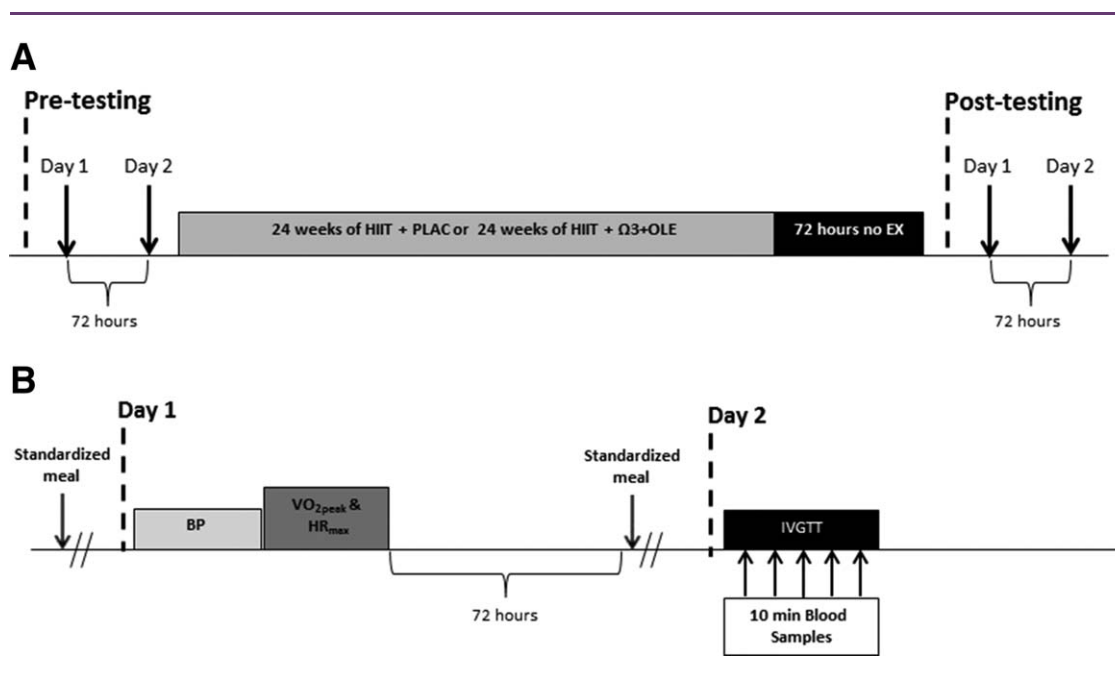 A
Pre-testing
Post-testing
Day 1
Day 2
Day 1
Day 2
24 weeks of HIIT + PLAC or 24 weeks of HIIT + Ω3+OLE
72 hours no EX
72 hours
72 hours
B
Day 1
Day 2
Standardized
meal
Standardized
meal
BP
VO2peak &
HRmax
IVGTT
72 hours
10 min Blood
Samples